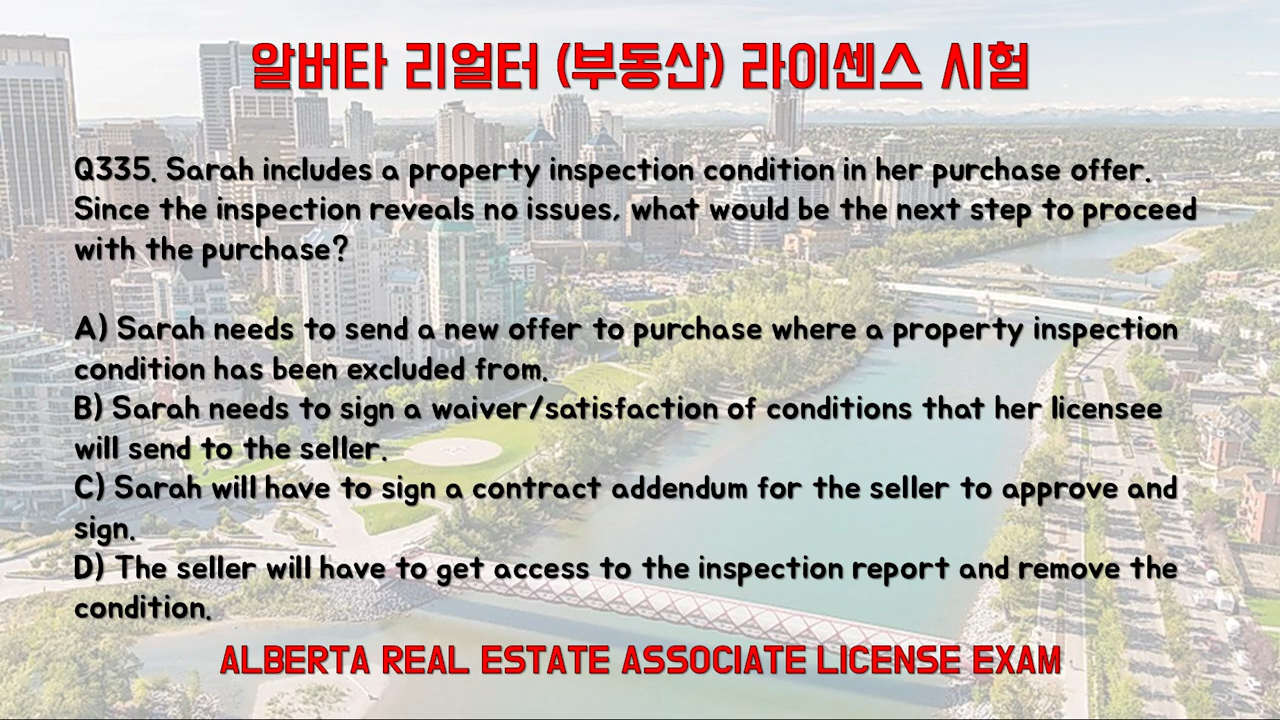 알버타 리얼터 (부동산) 라이센스 시험
Q335. Sarah includes a property inspection condition in her purchase offer.
Since the inspection reveals no issues, what would be the next step to proceed
with the purchase?
A) Sarah needs to send a new offer to purchase where a property inspection
condition has been excluded from.
B) Sarah needs to sign a waiver/satisfaction of conditions that her licensee
will send to the seller.
C) Sarah will have to sign a contract addendum for the seller to approve and
sign.
D) The seller will have to get access to the inspection report and remove the
condition.
ALBERTA REAL ESTATE ASSOCIATE LICENSE EXAM